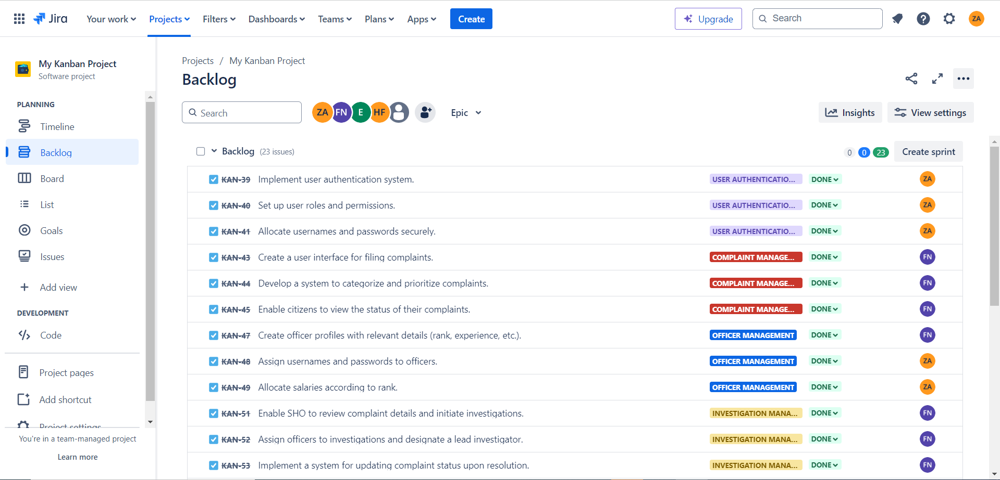 Jira Your work Projects Filters Dashboards Teams Plans Apps Create Upgrade Search ZA
My Kanban Project
Software project
PLANNING
Timeline
Backlog
Board
List
Goals
Issues
Add view
DEVELOPMENT
Code
Project pages
Add shortcut
Project settings
You're in a team-managed project
Learn more
Projects / My Kanban Project
Backlog
Search ZA FN E HF Epic Insights View settings
Backlog (23 issues) 0 0 23 Create sprint
KAN-39 Implement user authentication system. USER AUTHENTICATIO... DONE ZA
KAN-40 Set up user roles and permissions. USER AUTHENTICATIO... DONE ZA
KAN-41 Allocate usernames and passwords securely. USER AUTHENTICATIO... DONE ZA
KAN-43 Create a user interface for filing complaints. COMPLAINT MANAGE... DONE FN
KAN-44 Develop a system to categorize and prioritize complaints. COMPLAINT MANAGE... DONE FN
KAN-45 Enable citizens to view the status of their complaints. COMPLAINT MANAGE... DONE FN
KAN-47 Create officer profiles with relevant details (rank, experience, etc.). OFFICER MANAGEMENT DONE FN
KAN-48 Assign usernames and passwords to officers. OFFICER MANAGEMENT DONE ZA
KAN-49 Allocate salaries according to rank. OFFICER MANAGEMENT DONE ZA
KAN-51 Enable SHO to review complaint details and initiate investigations. INVESTIGATION MANA... DONE FN
KAN-52 Assign officers to investigations and designate a lead investigator. INVESTIGATION MANA... DONE FN
KAN-53 Implement a system for updating complaint status upon resolution. INVESTIGATION MANA... DONE FN